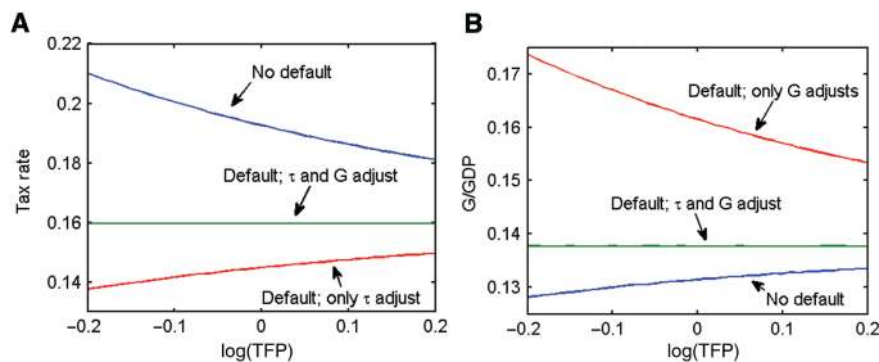 A
0.22
0.2
0.18
0.16
0.14
Tax rate
No default
Default; τ and G adjust
Default; only τ adjust
−0.2
−0.1
0
0.1
0.2
log(TFP)
B
0.17
0.16
0.15
0.14
0.13
G/GDP
Default; only G adjusts
Default; τ and G adjust
No default
−0.2
−0.1
0
0.1
0.2
log(TFP)